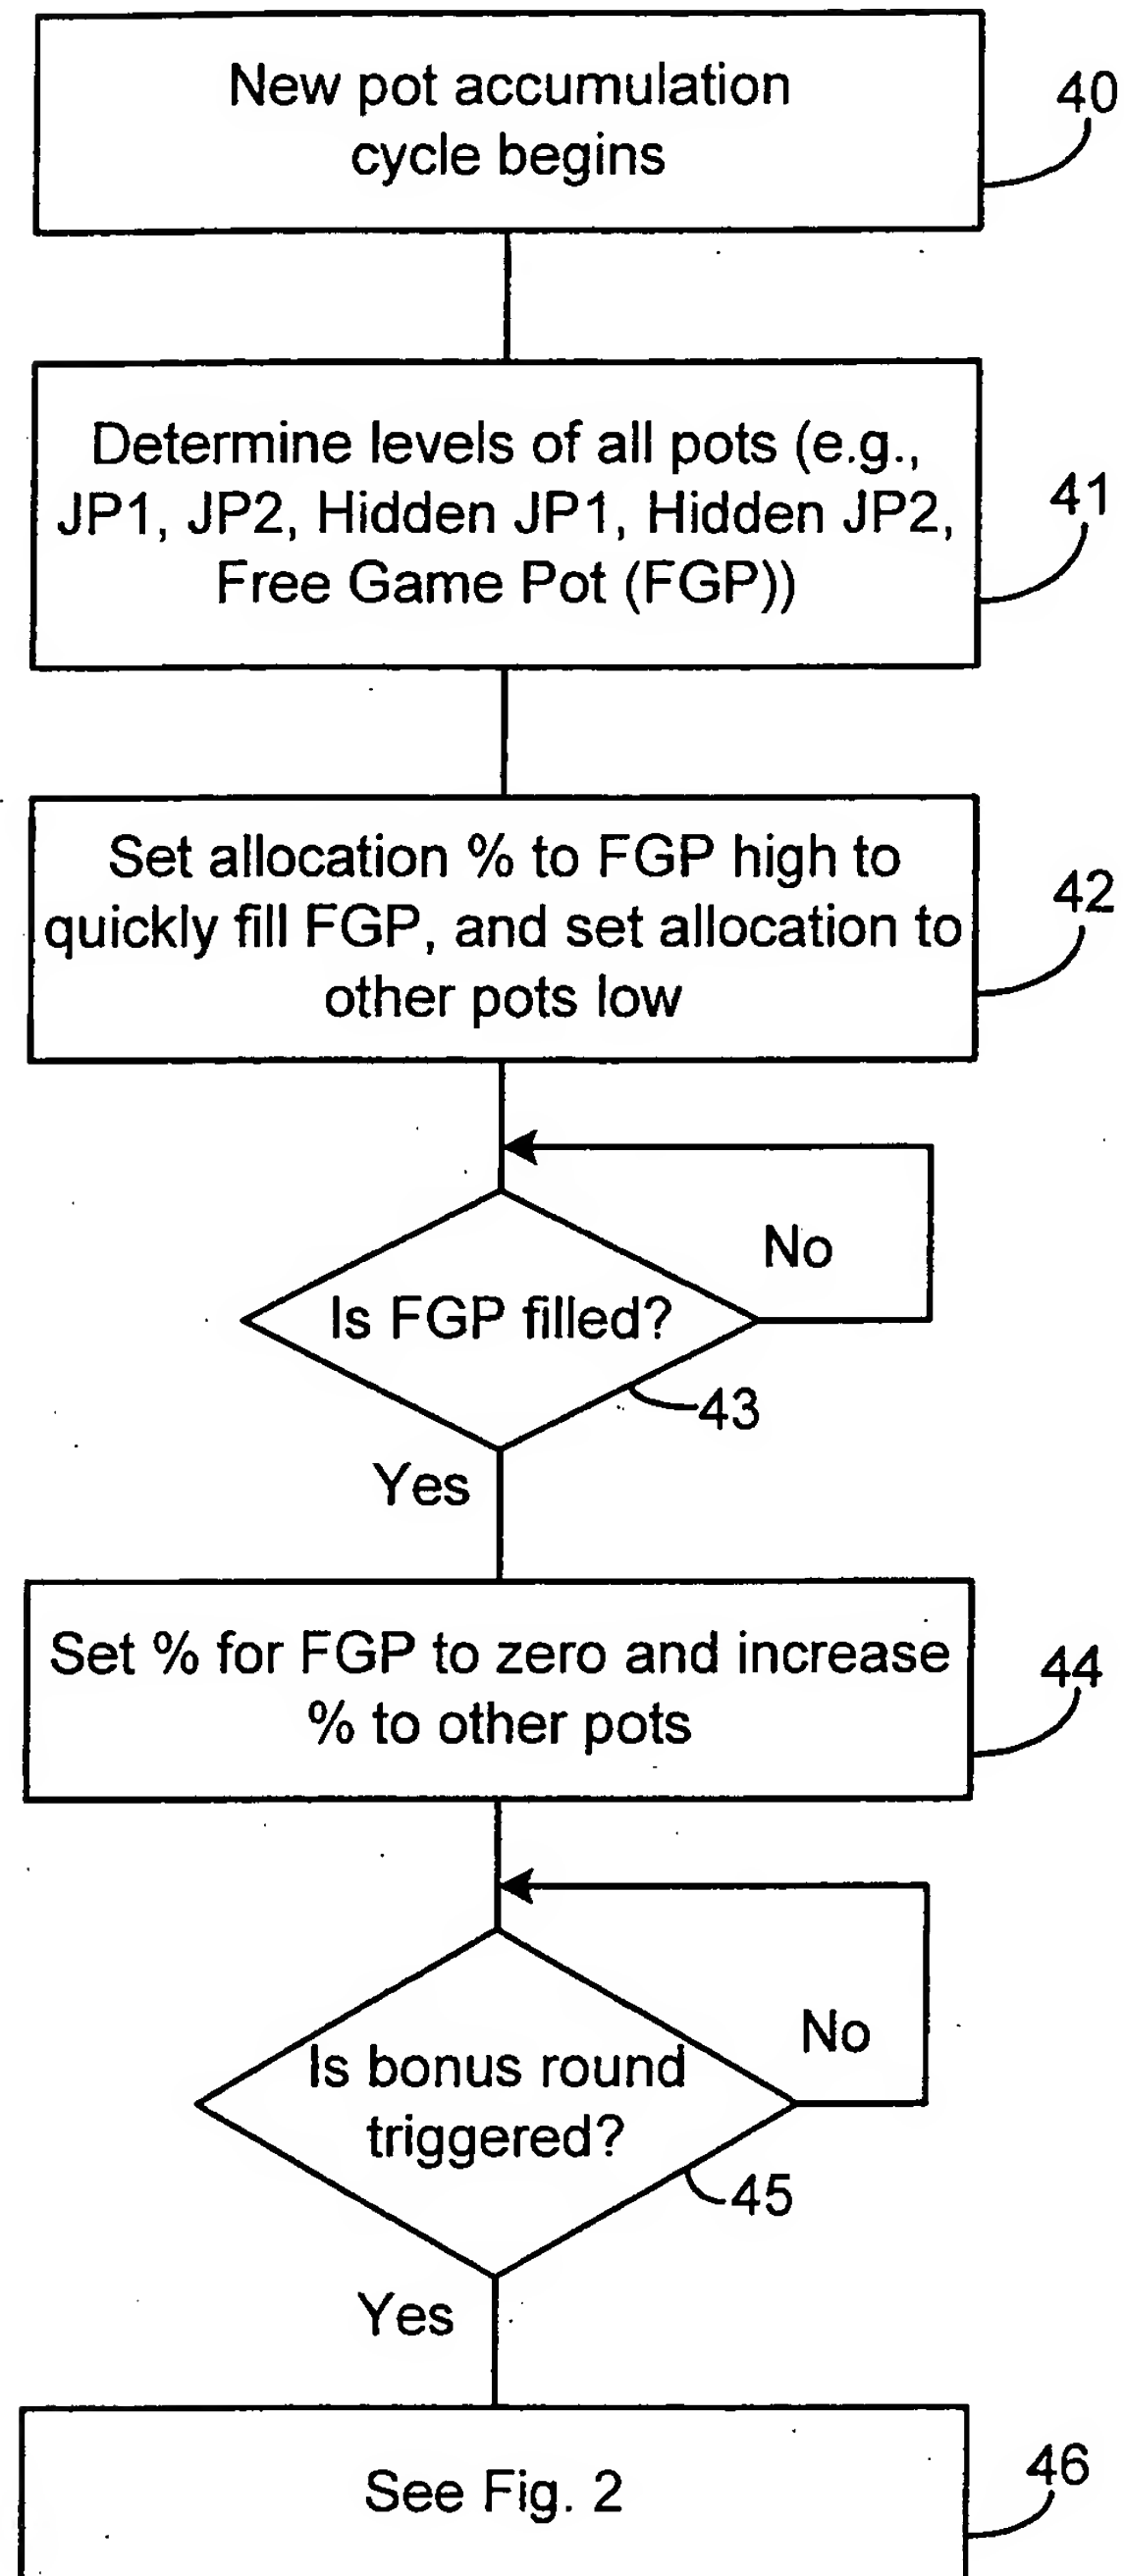 New pot accumulation
cycle begins
40
Determine levels of all pots (e.g.,
JP1, JP2, Hidden JP1, Hidden JP2,
Free Game Pot (FGP))
41
Set allocation % to FGP high to
quickly fill FGP, and set allocation to
other pots low
42
No
Is FGP filled?
43
Yes
Set % for FGP to zero and increase
% to other pots
44
No
Is bonus round
triggered?
45
Yes
See Fig. 2
46